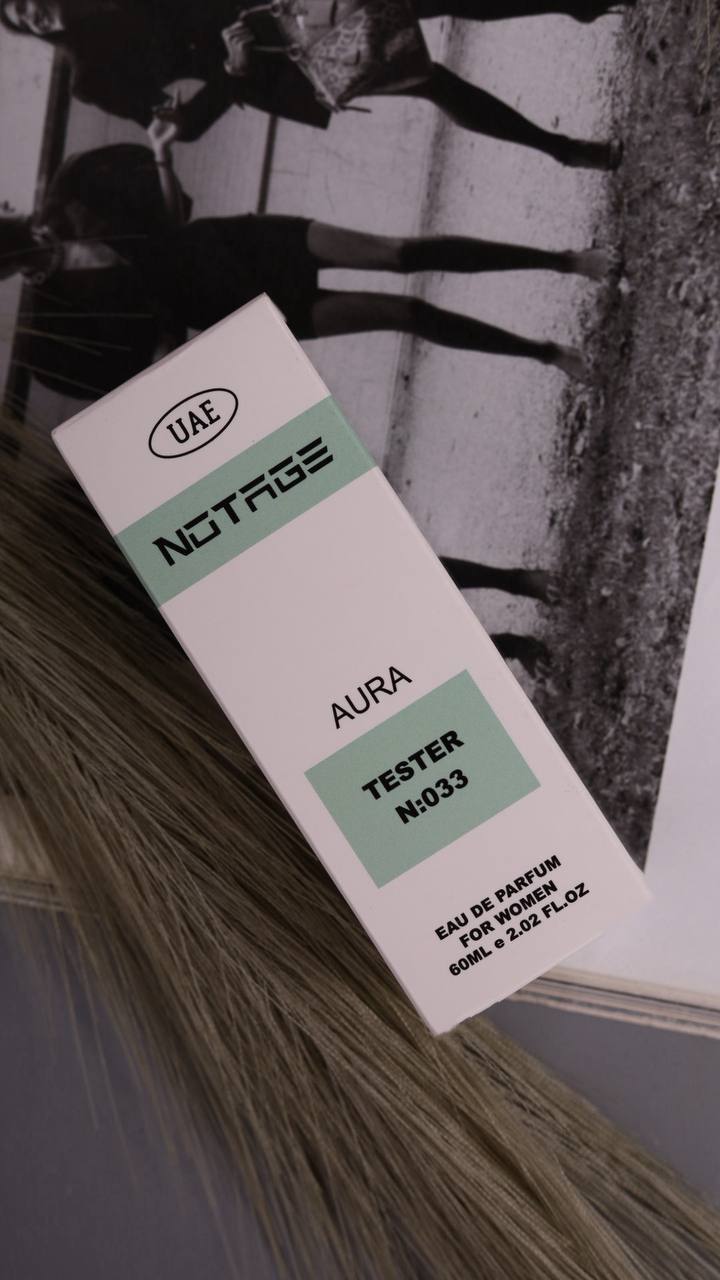 UAE
NOTAGE
AURA
TESTER
N:033
EAU DE PARFUM
FOR WOMEN
60ML e 2.02 FL.OZ